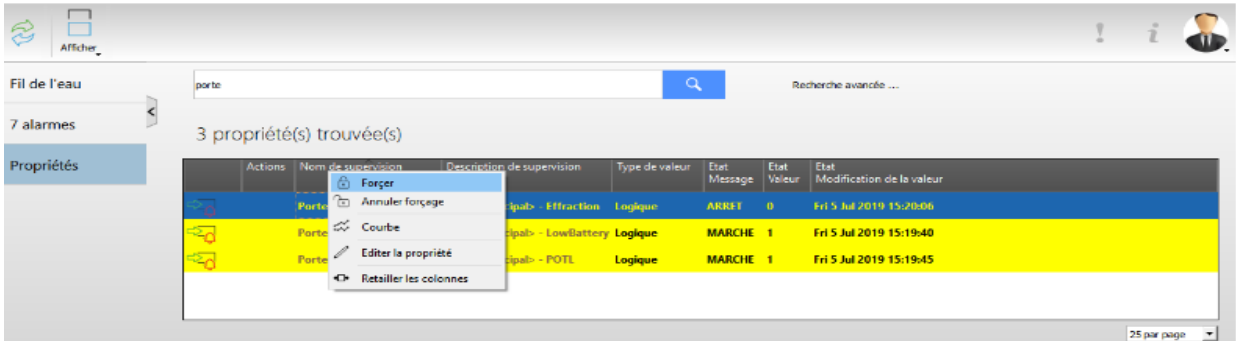 Afficher
Fil de l'eau
7 alarmes
Propriétés
porte
Recherche avancée ...
3 propriété(s) trouvée(s)
Actions Nom de supervision Description de supervision Type de valeur Etat Message Etat Valeur Etat Modification de la valeur
Forcer
Annuler forçage
Courbe
Editer la propriété
Retailler les colonnes
Porte cipal> - Effraction Logique ARRET 0 Fri 5 Jul 2019 15:20:06
Porte cipal> - LowBattery Logique MARCHE 1 Fri 5 Jul 2019 15:19:40
Porte cipal> - POTL Logique MARCHE 1 Fri 5 Jul 2019 15:19:45
25 par page